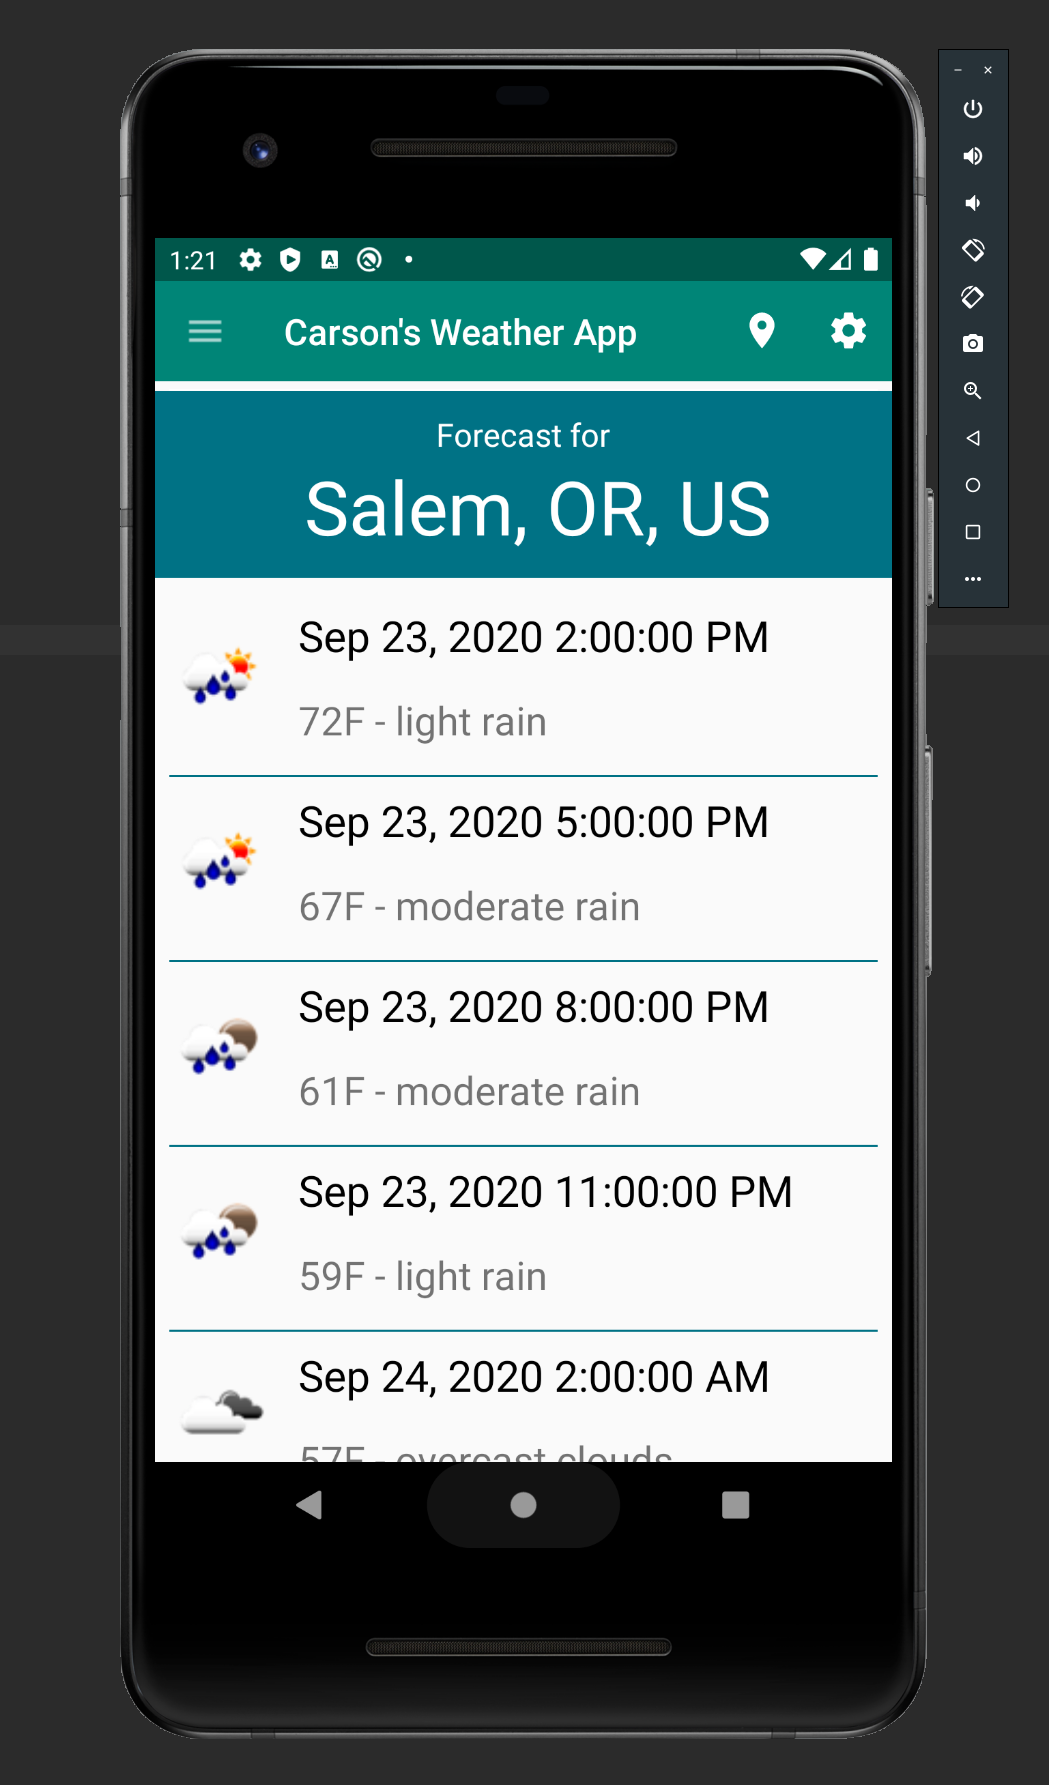 1:21
Carson's Weather App
Forecast for
Salem, OR, US
Sep 23, 2020 2:00:00 PM
72F - light rain
Sep 23, 2020 5:00:00 PM
67F - moderate rain
Sep 23, 2020 8:00:00 PM
61F - moderate rain
Sep 23, 2020 11:00:00 PM
59F - light rain
Sep 24, 2020 2:00:00 AM
57F - overcast clouds